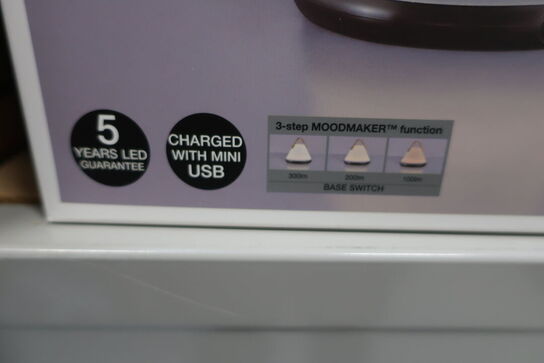 5
YEARS LED
GUARANTEE
CHARGED
WITH MINI
USB
3-step MOODMAKER™ function
300lm 200lm 100lm
BASE SWITCH